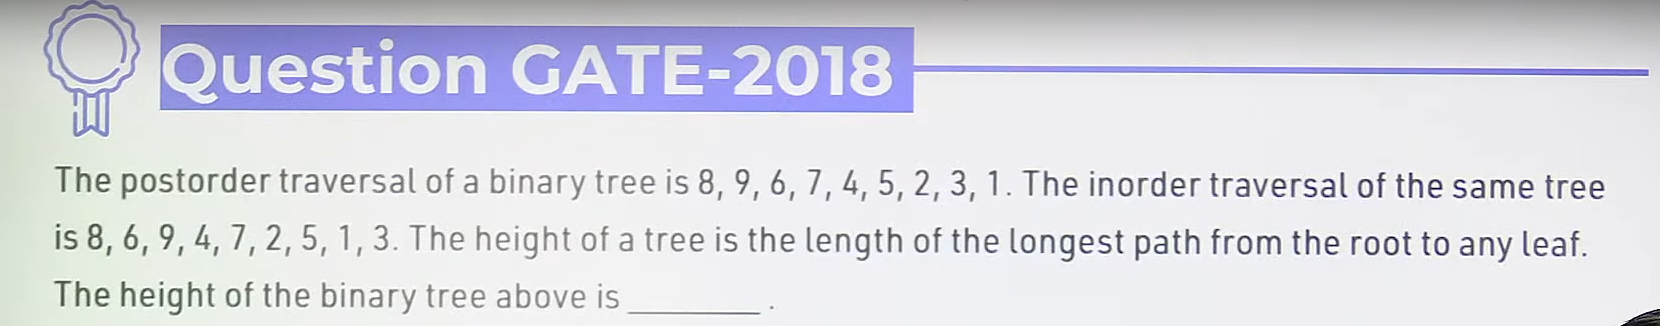 Question GATE-2018
The postorder traversal of a binary tree is 8, 9, 6, 7, 4, 5, 2, 3, 1. The inorder traversal of the same tree
is 8, 6, 9, 4, 7, 2, 5, 1, 3. The height of a tree is the length of the longest path from the root to any leaf.
The height of the binary tree above is ________ .